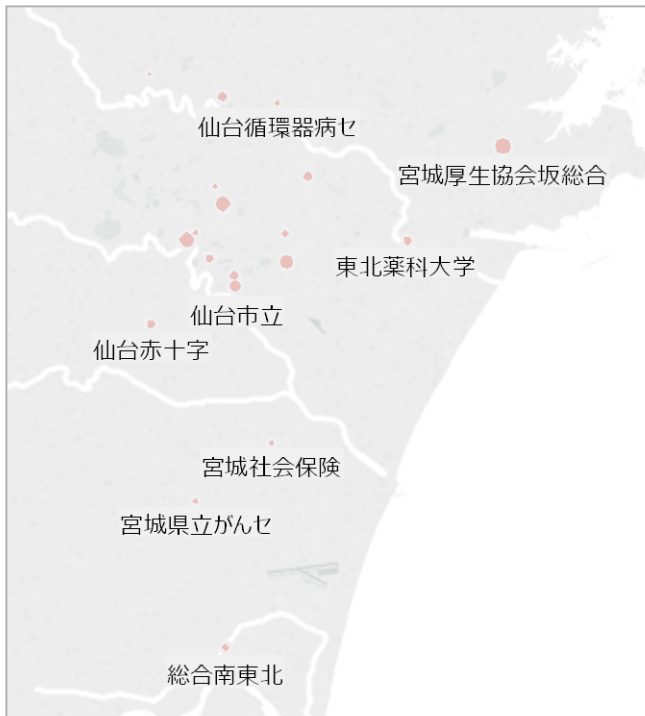 仙台循環器病セ
宮城厚生協会坂総合
東北薬科大学
仙台市立
仙台赤十字
宮城社会保険
宮城県立がんセ
総合南東北